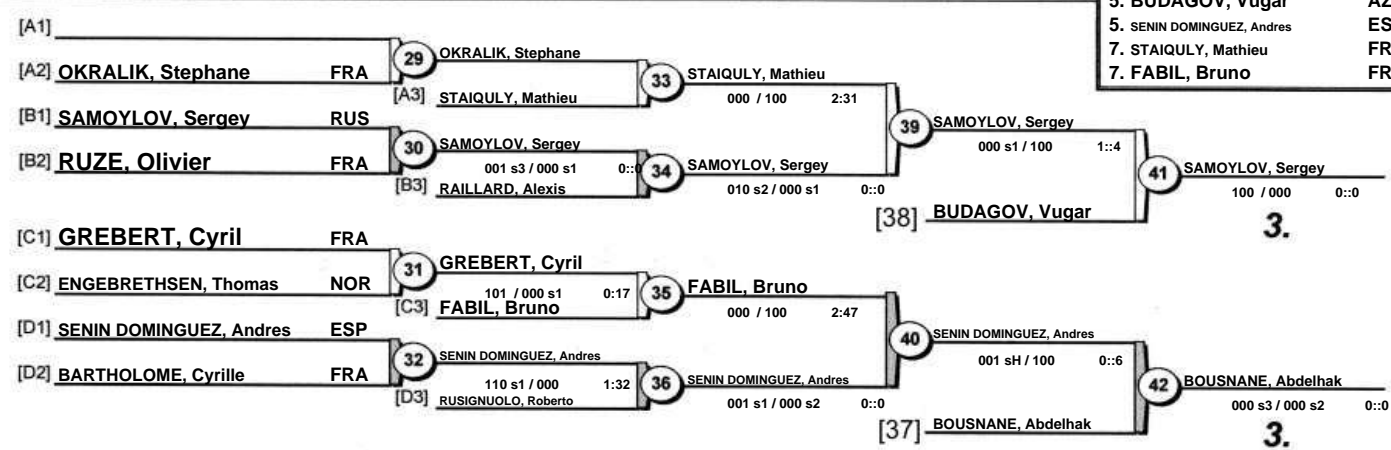 5. BUDAGOV, Vugar AZ
5. SENIN DOMINGUEZ, Andres ES
7. STAIQULY, Mathieu FR
7. FABIL, Bruno FR
[A1]
29
OKRALIK, Stephane
[A2] OKRALIK, Stephane FRA
33
STAIQULY, Mathieu
[A3] STAIQULY, Mathieu
000 / 100 2:31
[B1] SAMOYLOV, Sergey RUS
39
SAMOYLOV, Sergey
30
SAMOYLOV, Sergey
000 s1 / 100 1::4
[B2] RUZE, Olivier FRA
001 s3 / 000 s1 0::0
34
SAMOYLOV, Sergey
41
SAMOYLOV, Sergey
[B3] RAILLARD, Alexis
010 s2 / 000 s1 0::0
100 / 000 0::0
[38] BUDAGOV, Vugar
3.
[C1] GREBERT, Cyril FRA
31
GREBERT, Cyril
[C2] ENGEBRETHSEN, Thomas NOR
101 / 000 s1 0:17
35
FABIL, Bruno
[C3] FABIL, Bruno
000 / 100 2:47
[D1] SENIN DOMINGUEZ, Andres ESP
40
SENIN DOMINGUEZ, Andres
32
SENIN DOMINGUEZ, Andres
001 sH / 100 0::6
[D2] BARTHOLOME, Cyrille FRA
110 s1 / 000 1:32
36
SENIN DOMINGUEZ, Andres
42
BOUSNANE, Abdelhak
[D3] RUSIGNUOLO, Roberto
001 s1 / 000 s2 0::0
000 s3 / 000 s2 0::0
[37] BOUSNANE, Abdelhak
3.